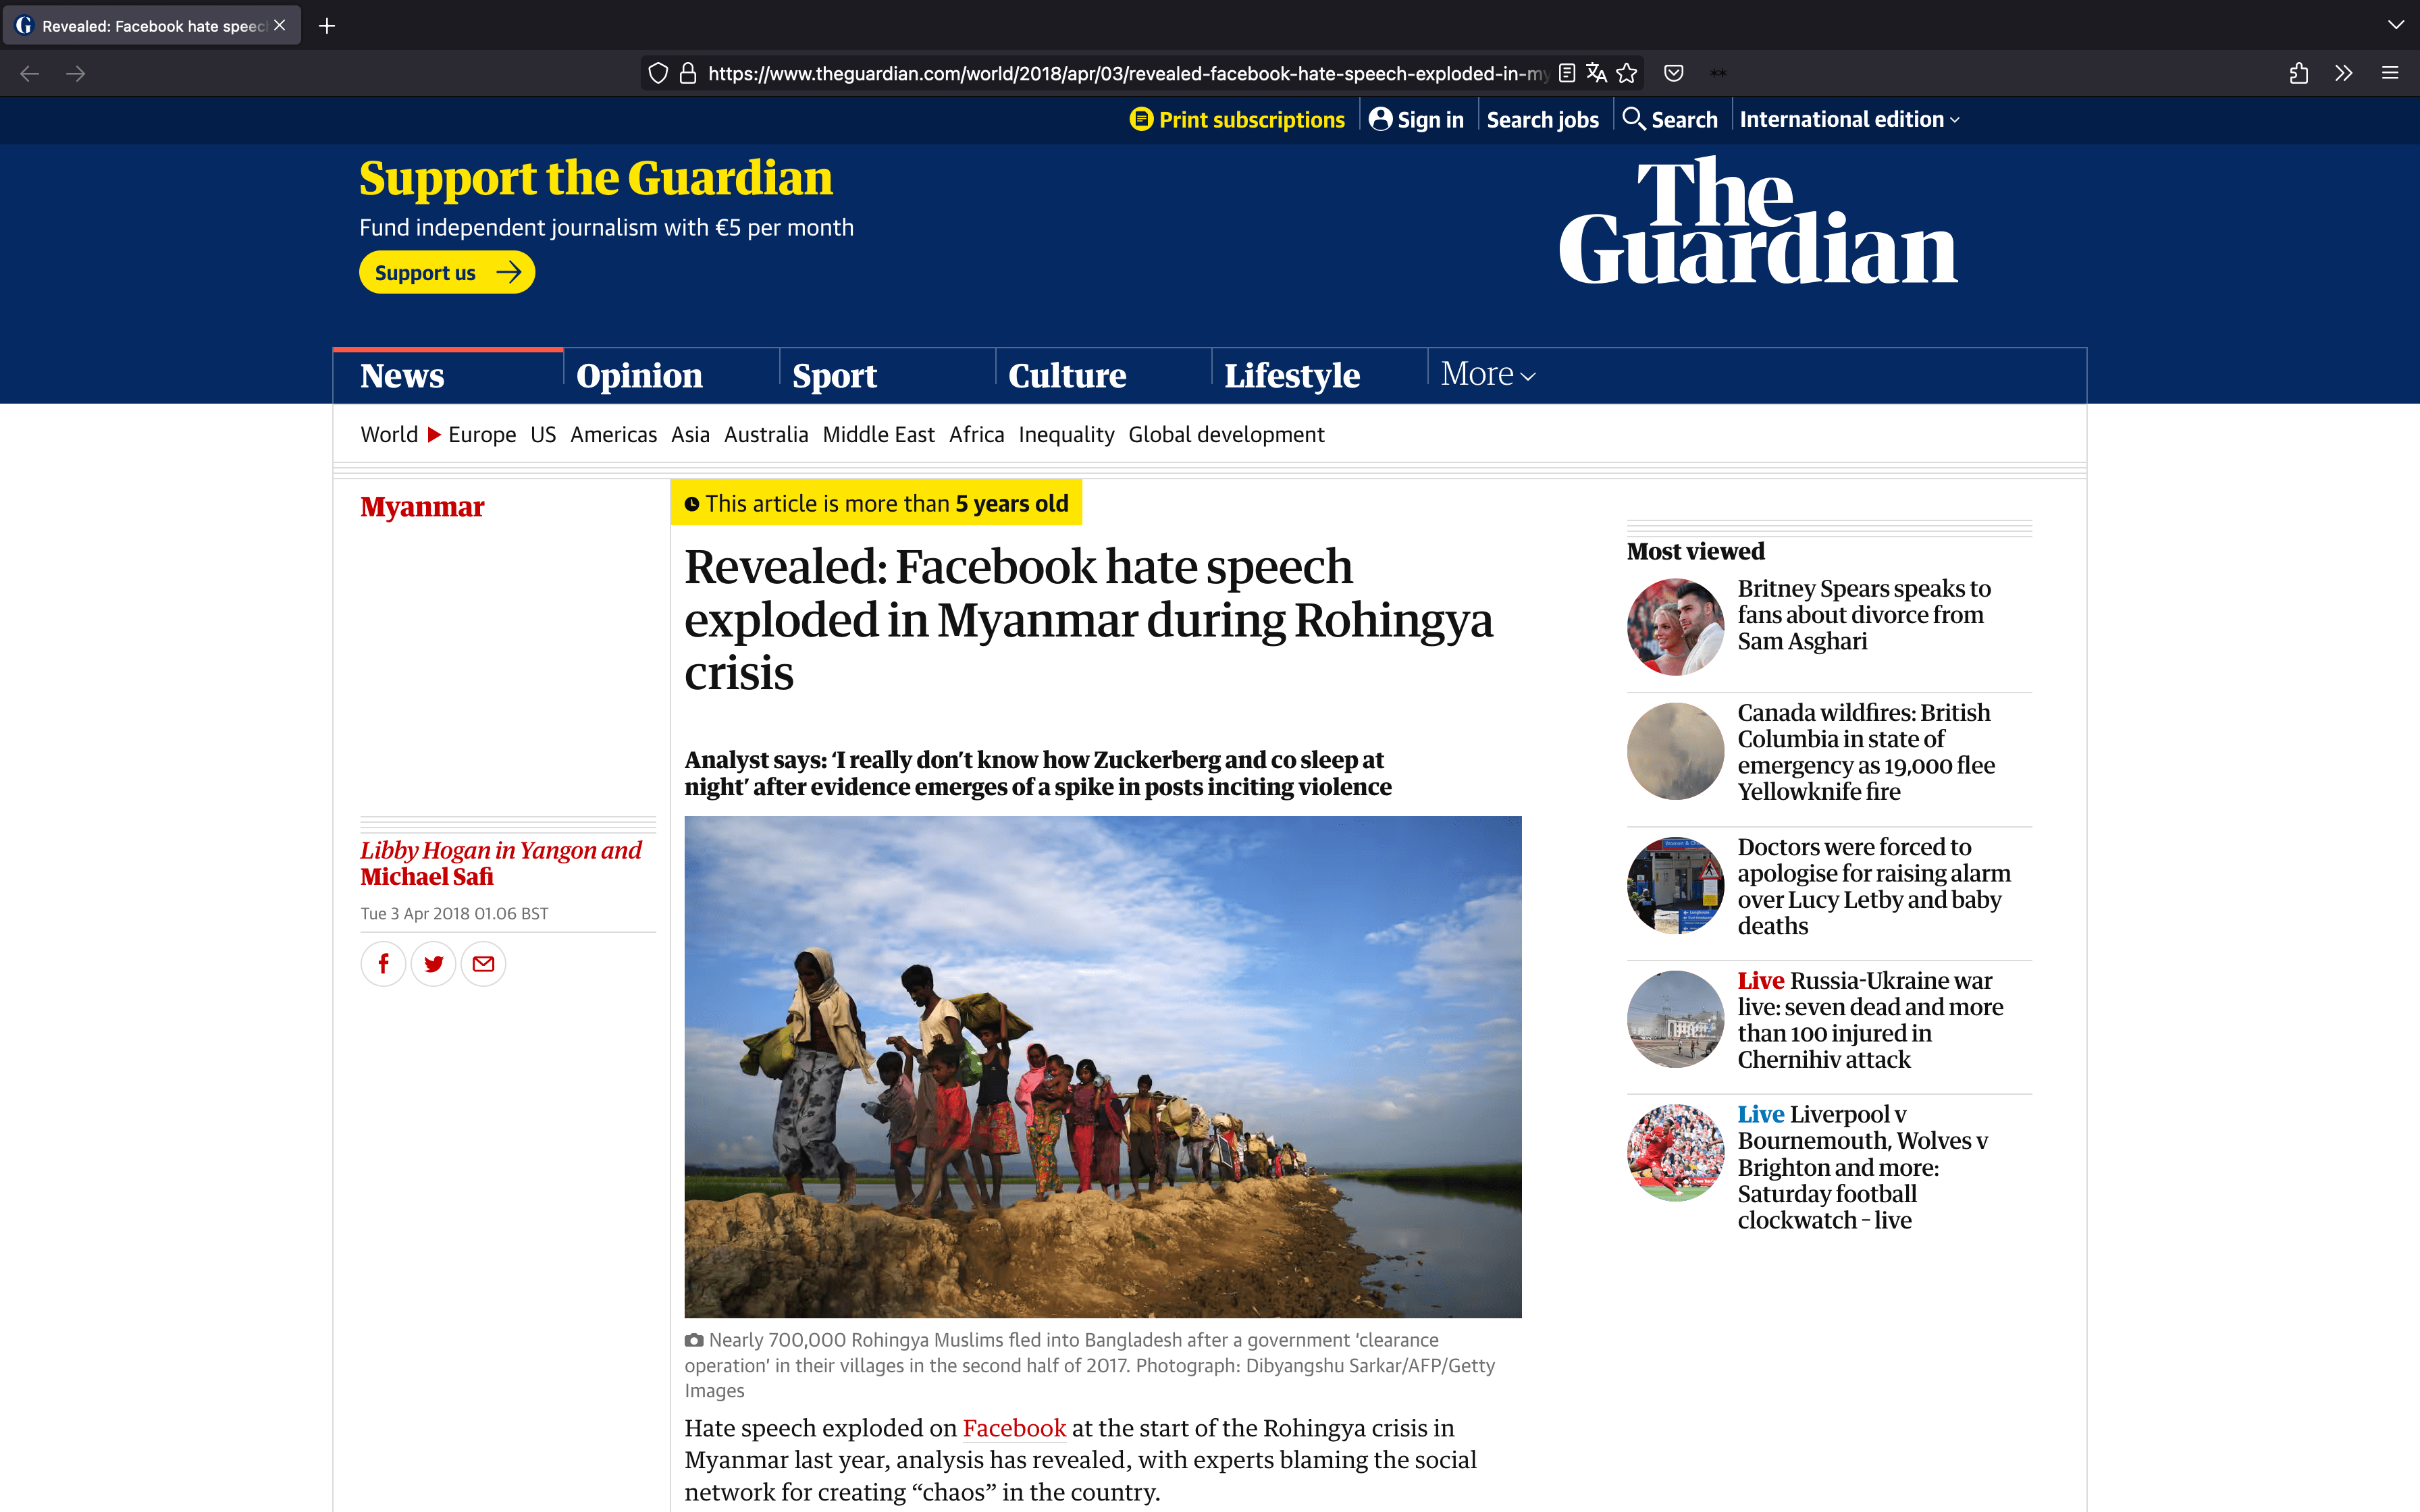 Revealed: Facebook hate speec
https://www.theguardian.com/world/2018/apr/03/revealed-facebook-hate-speech-exploded-in-my
Print subscriptions
Sign in
Search jobs
Search
International edition
Support the Guardian
Fund independent journalism with €5 per month
Support us
The
Guardian
News
Opinion
Sport
Culture
Lifestyle
More
World
Europe
US
Americas
Asia
Australia
Middle East
Africa
Inequality
Global development
Myanmar
This article is more than 5 years old
Revealed: Facebook hate speech
exploded in Myanmar during Rohingya
crisis
Analyst says: ‘I really don’t know how Zuckerberg and co sleep at
night’ after evidence emerges of a spike in posts inciting violence
Libby Hogan in Yangon and
Michael Safi
Tue 3 Apr 2018 01.06 BST
Nearly 700,000 Rohingya Muslims fled into Bangladesh after a government ‘clearance
operation’ in their villages in the second half of 2017. Photograph: Dibyangshu Sarkar/AFP/Getty
Images
Hate speech exploded on Facebook at the start of the Rohingya crisis in
Myanmar last year, analysis has revealed, with experts blaming the social
network for creating “chaos” in the country.
Most viewed
Britney Spears speaks to
fans about divorce from
Sam Asghari
Canada wildfires: British
Columbia in state of
emergency as 19,000 flee
Yellowknife fire
Doctors were forced to
apologise for raising alarm
over Lucy Letby and baby
deaths
Live Russia-Ukraine war
live: seven dead and more
than 100 injured in
Chernihiv attack
Live Liverpool v
Bournemouth, Wolves v
Brighton and more:
Saturday football
clockwatch – live